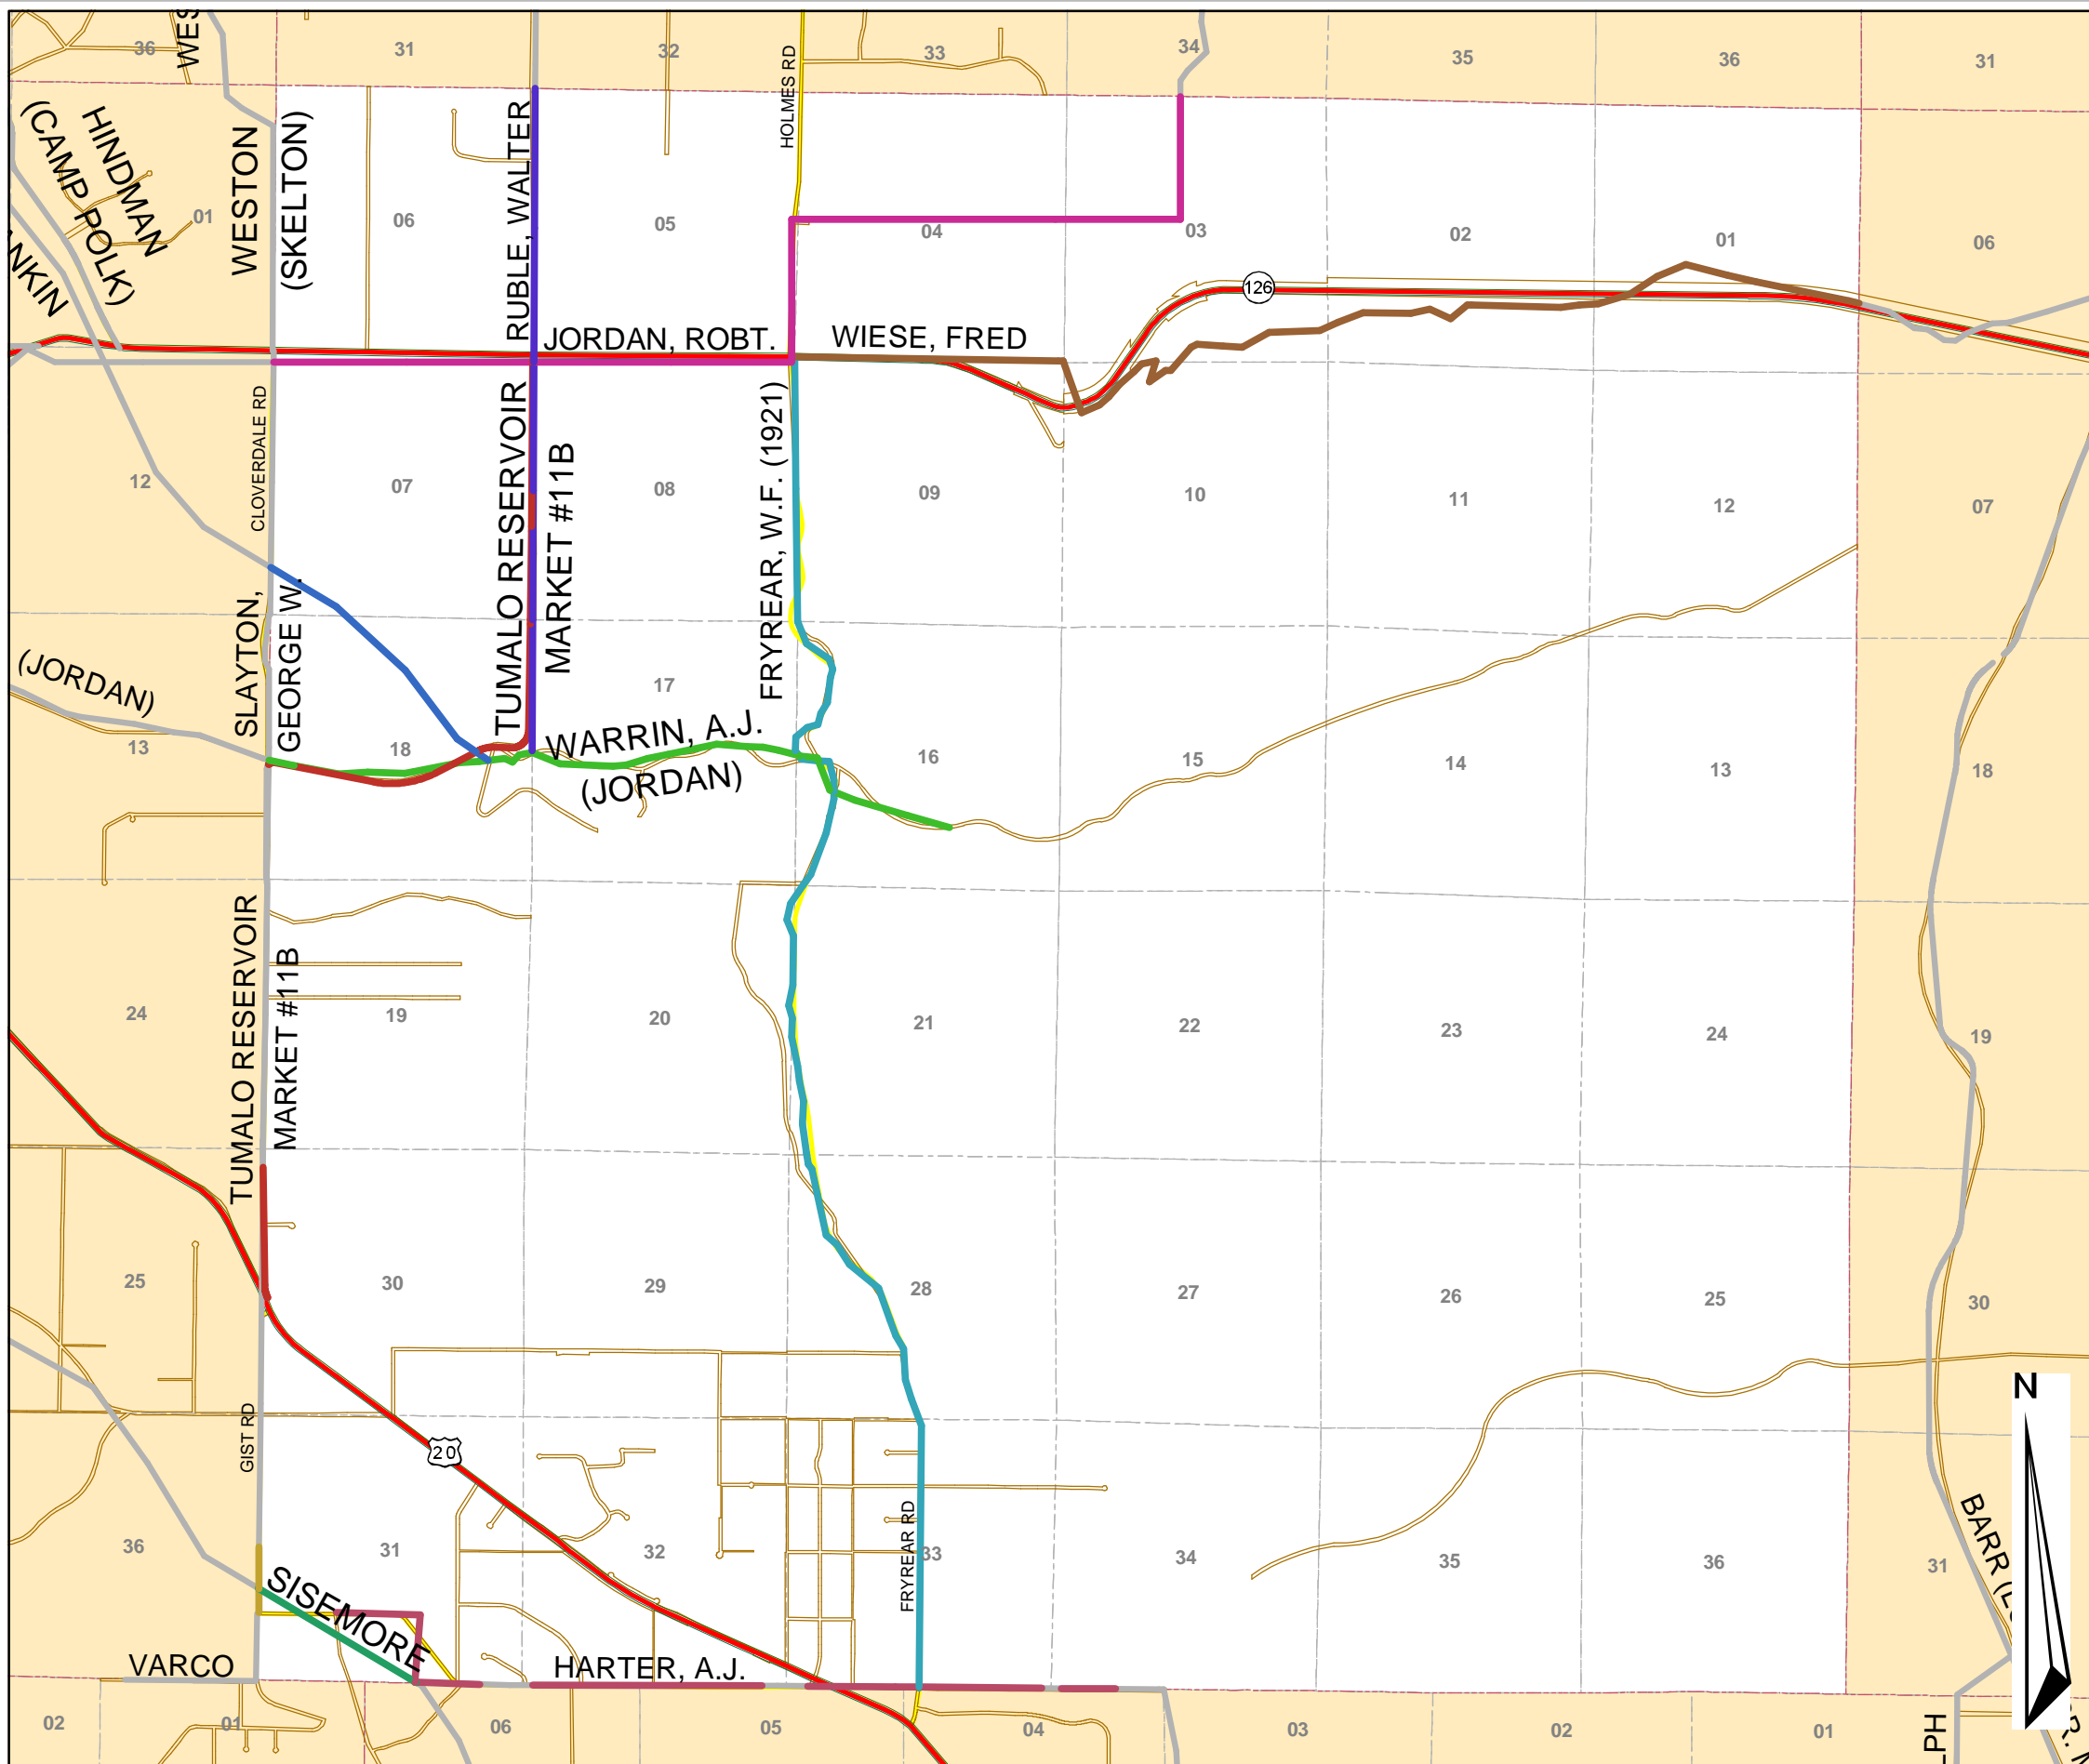 36
31
32
33
34
35
36
31
WES
HOLMES RD
HINDMAN
(CAMP POLK)
WESTON
(SKELTON)
RUBLE, WALTER
01
06
05
04
03
02
01
06
126
JORDAN, ROBT.
WIESE, FRED
CLOVERDALE RD
TUMALO RESERVOIR
MARKET #11B
FRYREAR, W.F. (1921)
12
07
08
09
10
11
12
07
SLAYTON,
GEORGE W.
(JORDAN)
WARRIN, A.J.
(JORDAN)
13
18
17
16
15
14
13
18
TUMALO RESERVOIR
MARKET #11B
24
19
20
21
22
23
24
19
25
30
29
28
27
26
25
30
GIST RD
20
N
FRYREAR RD
36
31
32
33
34
35
36
31
SISEMORE
BARR
VARCO
HARTER, A.J.
02
01
06
05
04
03
02
01
LPH